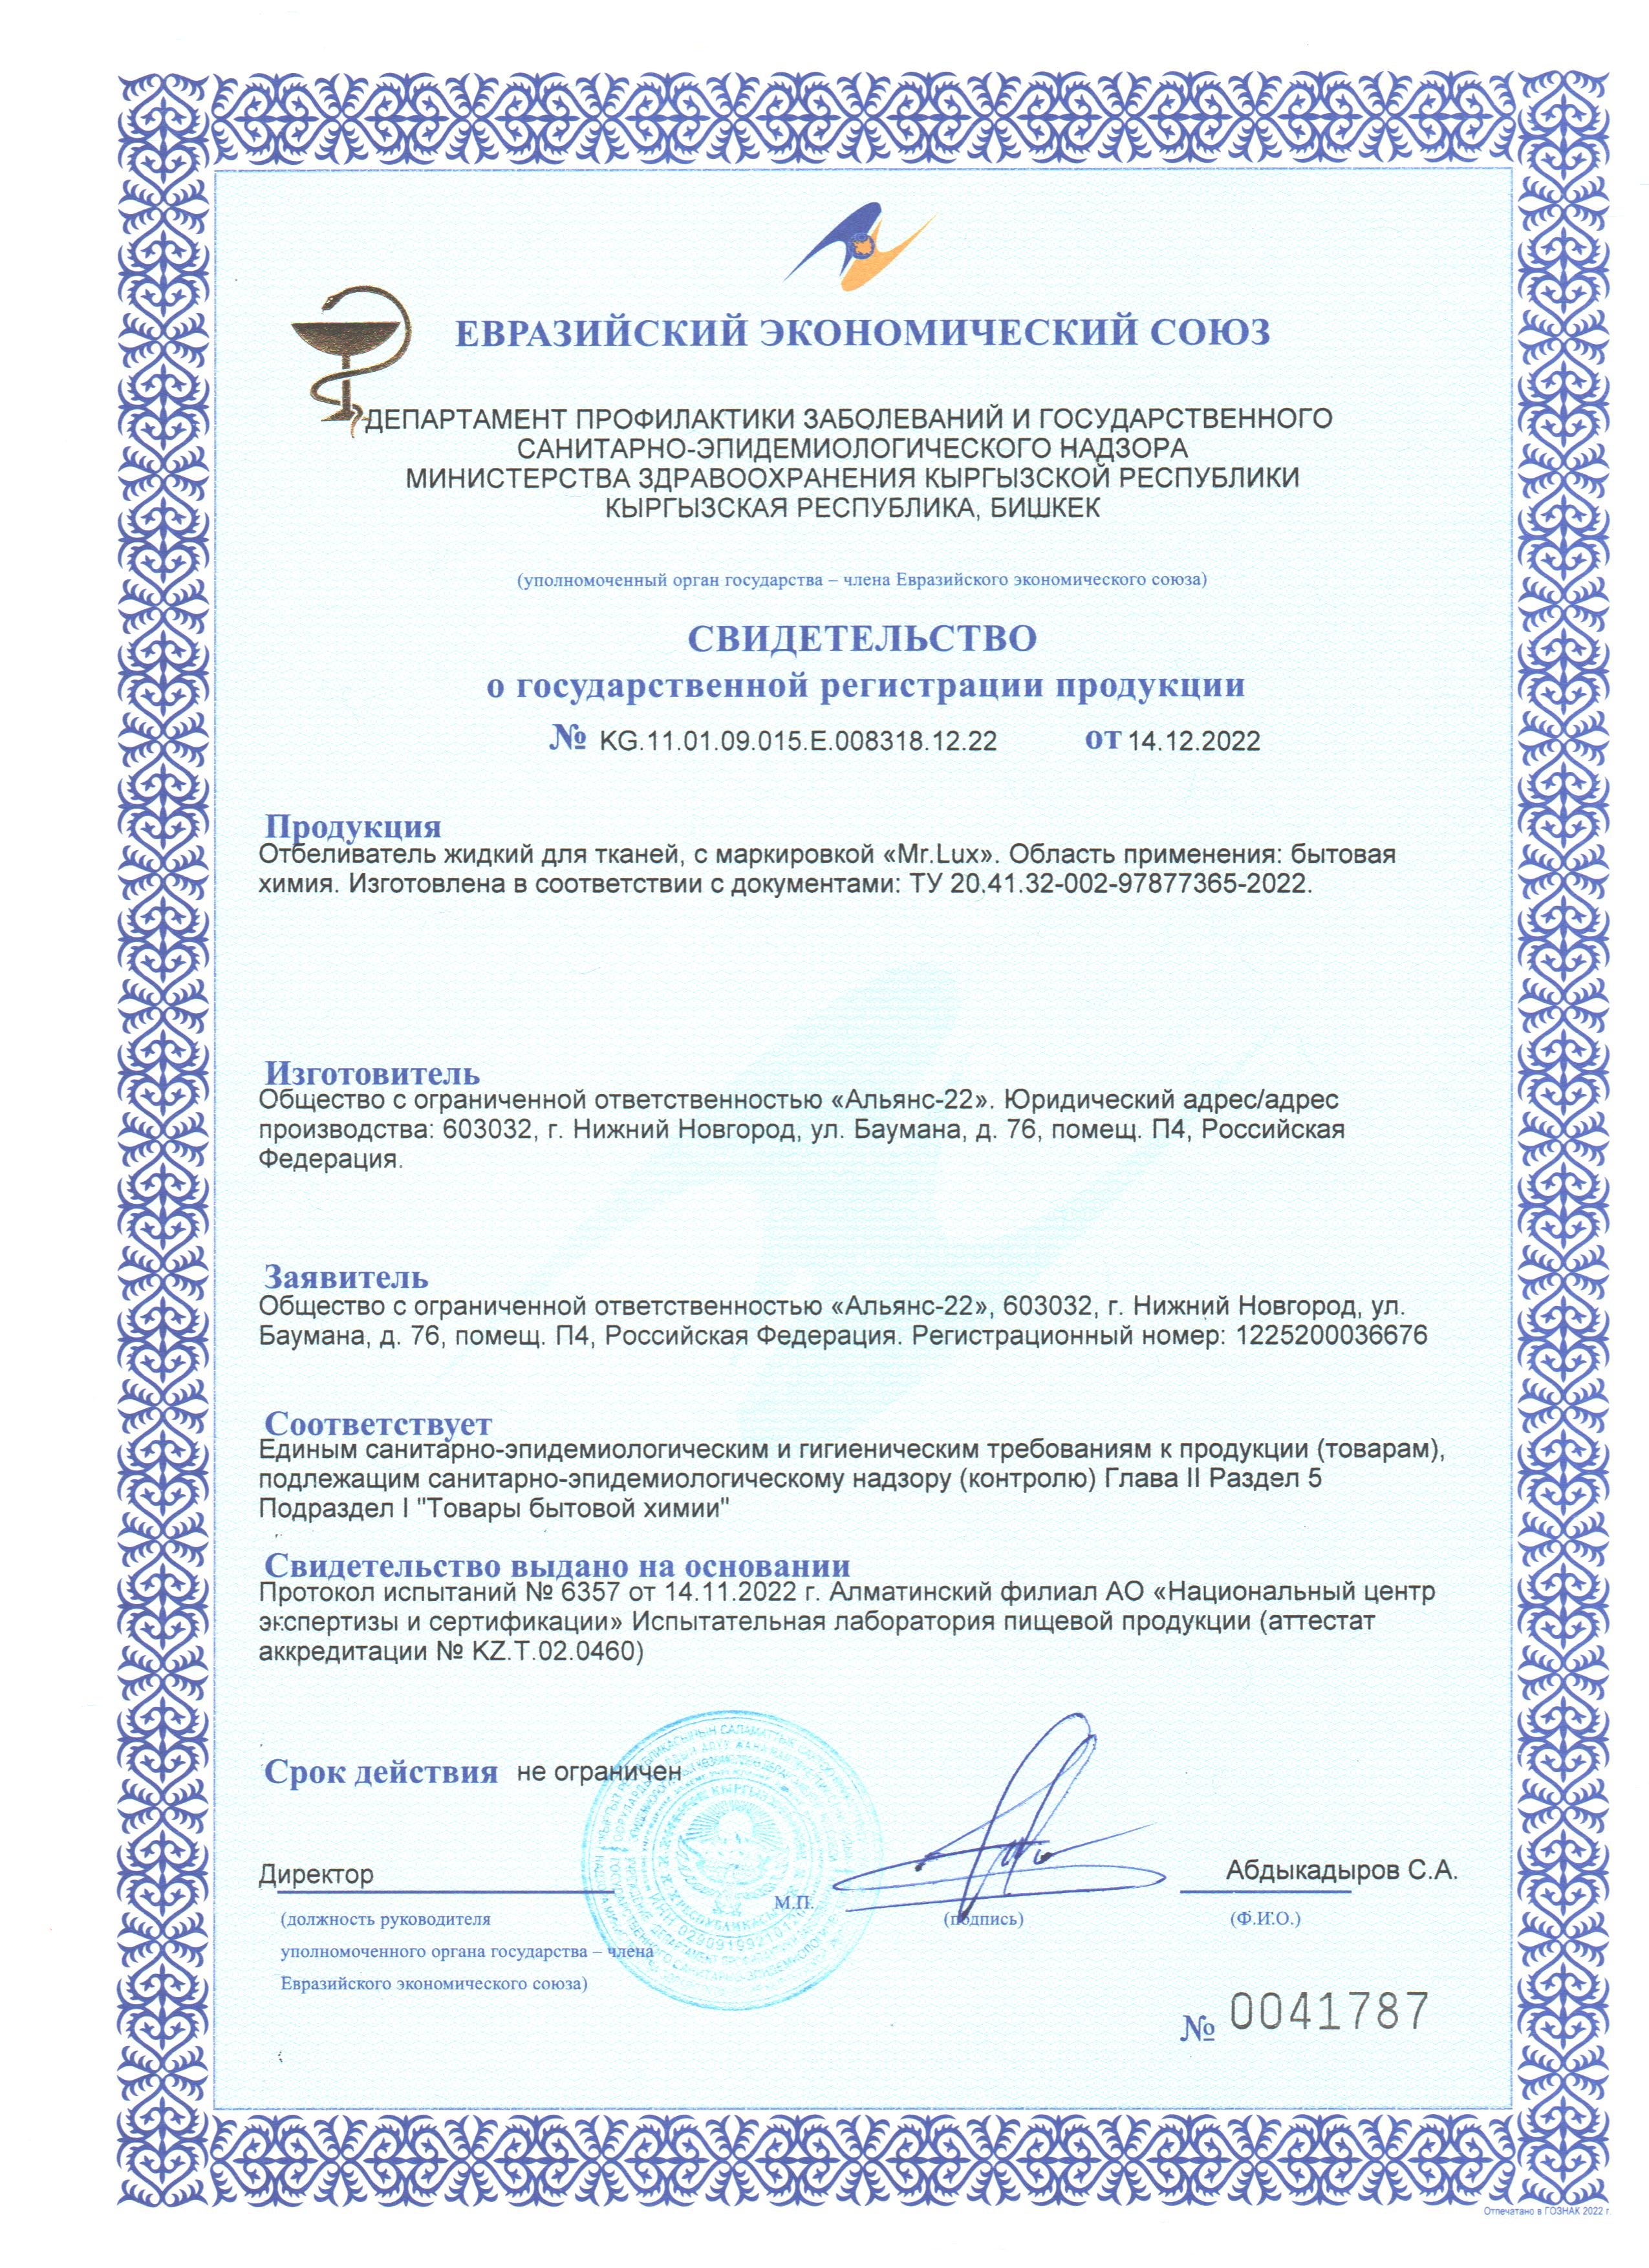 ЕВРАЗИЙСКИЙ ЭКОНОМИЧЕСКИЙ СОЮЗ
ДЕПАРТАМЕНТ ПРОФИЛАКТИКИ ЗАБОЛЕВАНИЙ И ГОСУДАРСТВЕННОГО
САНИТАРНО-ЭПИДЕМИОЛОГИЧЕСКОГО НАДЗОРА
МИНИСТЕРСТВА ЗДРАВООХРАНЕНИЯ КЫРГЫЗСКОЙ РЕСПУБЛИКИ
КЫРГЫЗСКАЯ РЕСПУБЛИКА, БИШКЕК
(уполномоченный орган государства – члена Евразийского экономического союза)
СВИДЕТЕЛЬСТВО
о государственной регистрации продукции
№ KG.11.01.09.015.E.008318.12.22 от 14.12.2022
Продукция
Отбеливатель жидкий для тканей, с маркировкой «Mr.Lux». Область применения: бытовая
химия. Изготовлена в соответствии с документами: ТУ 20.41.32-002-97877365-2022.
Изготовитель
Общество с ограниченной ответственностью «Альянс-22». Юридический адрес/адрес
производства: 603032, г. Нижний Новгород, ул. Баумана, д. 76, помещ. П4, Российская
Федерация.
Заявитель
Общество с ограниченной ответственностью «Альянс-22», 603032, г. Нижний Новгород, ул.
Баумана, д. 76, помещ. П4, Российская Федерация. Регистрационный номер: 1225200036676
Соответствует
Единым санитарно-эпидемиологическим и гигиеническим требованиям к продукции (товарам),
подлежащим санитарно-эпидемиологическому надзору (контролю) Глава II Раздел 5
Подраздел I "Товары бытовой химии"
Свидетельство выдано на основании
Протокол испытаний № 6357 от 14.11.2022 г. Алматинский филиал АО «Национальный центр
экспертизы и сертификации» Испытательная лаборатория пищевой продукции (аттестат
аккредитации № KZ.T.02.0460)
Срок действия не ограничен
Директор
Абдыкадыров С.А.
М.П.
(должность руководителя
уполномоченного органа государства – члена
Евразийского экономического союза)
(подпись)
(Ф.И.О.)
№ 0041787
Отпечатано в ГОЗНАК 2022 г.